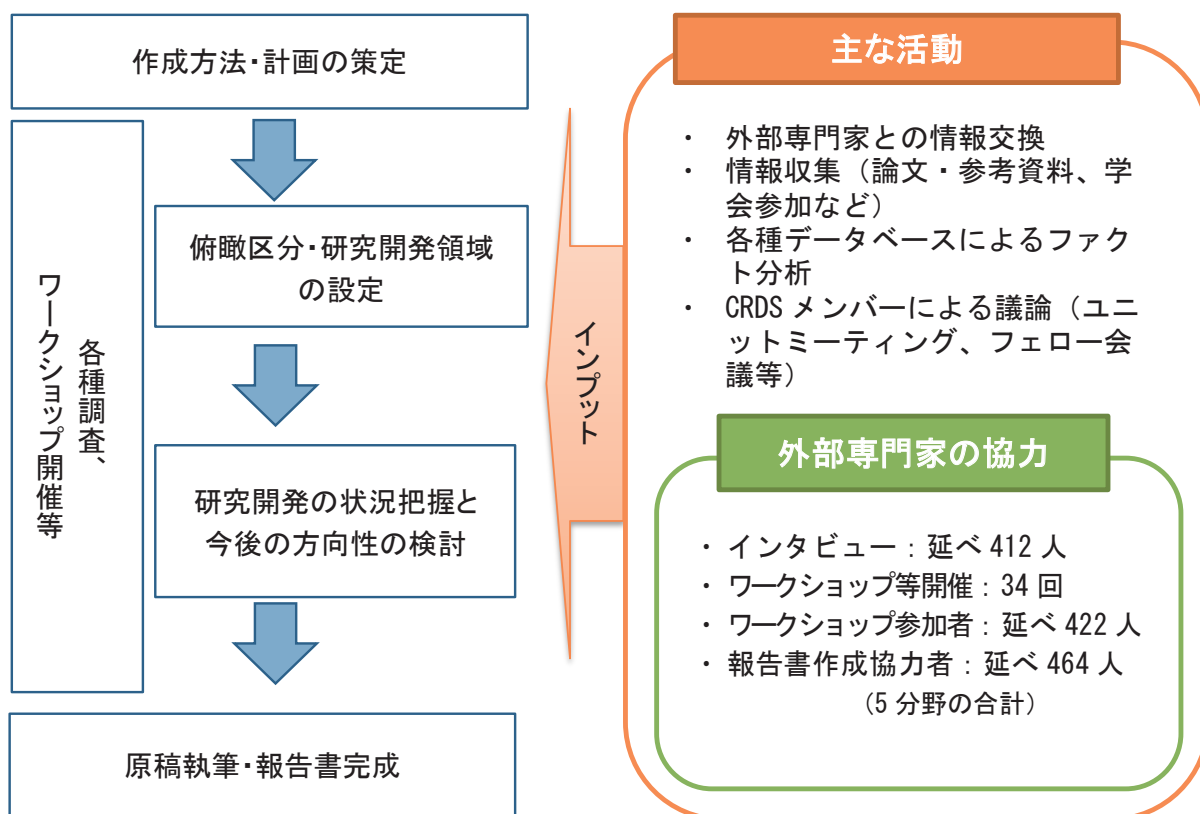 作成方法・計画の策定
各種調査、
ワークショップ開催等
俯瞰区分・研究開発領域
の設定
研究開発の状況把握と
今後の方向性の検討
原稿執筆・報告書完成
インプット
主な活動
・ 外部専門家との情報交換
・ 情報収集（論文・参考資料、学
会参加など）
・ 各種データベースによるファク
ト分析
・ CRDS メンバーによる議論（ユニ
ットミーティング、フェロー会
議等）
外部専門家の協力
・インタビュー：延べ 412 人
・ワークショップ等開催：34 回
・ワークショップ参加者：延べ 422 人
・報告書作成協力者：延べ 464 人
（5 分野の合計）